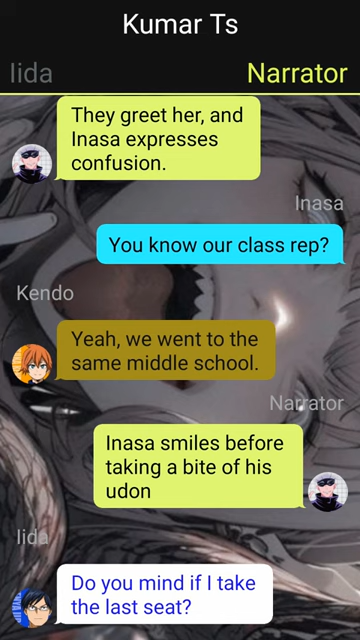 Kumar Ts
Iida
Narrator
They greet her, and
Inasa expresses
confusion.
Inasa
You know our class rep?
Kendo
Yeah, we went to the
same middle school.
Narrator
Inasa smiles before
taking a bite of his
udon
Iida
Do you mind if I take
the last seat?